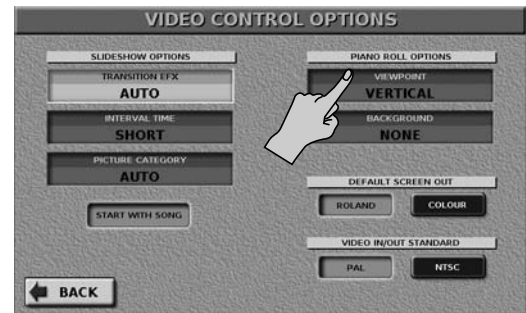 VIDEO CONTROL OPTIONS
SLIDESHOW OPTIONS
TRANSITION EFX
AUTO
INTERVAL TIME
SHORT
PICTURE CATEGORY
AUTO
START WITH SONG
PIANO ROLL OPTIONS
VIEWPOINT
VERTICAL
BACKGROUND
NONE
DEFAULT SCREEN OUT
ROLAND COLOUR
VIDEO IN/OUT STANDARD
PAL NTSC
BACK